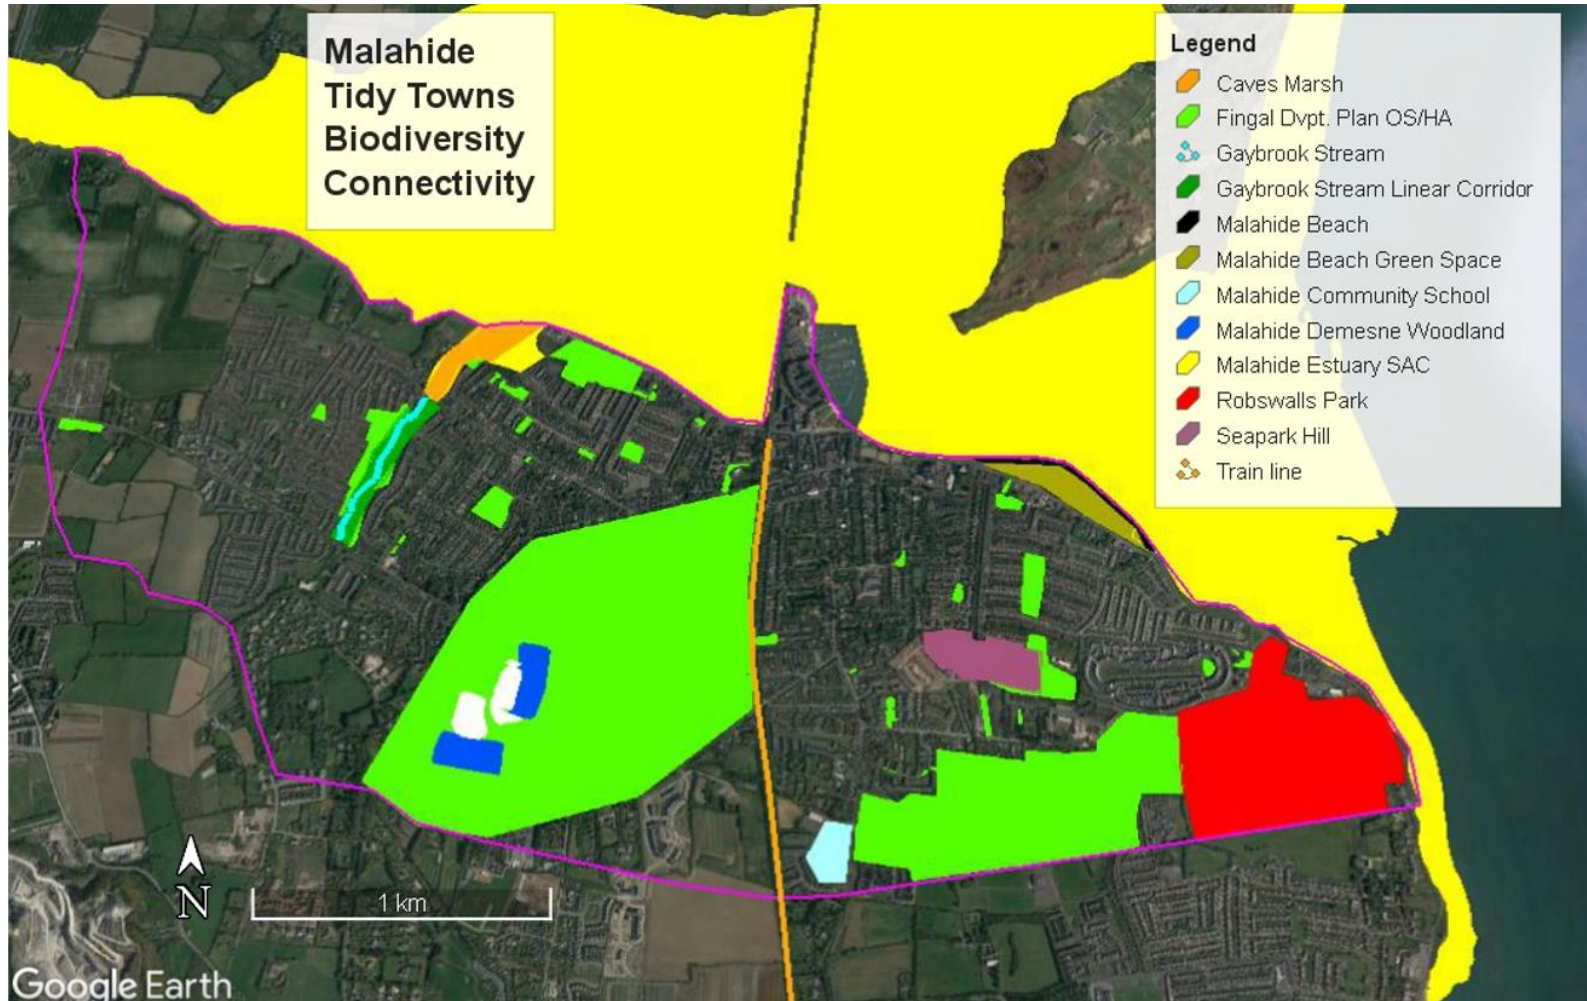 Malahide
Tidy Towns
Biodiversity
Connectivity
Legend
Caves Marsh
Fingal Dvpt. Plan OS/HA
Gaybrook Stream
Gaybrook Stream Linear Corridor
Malahide Beach
Malahide Beach Green Space
Malahide Community School
Malahide Demesne Woodland
Malahide Estuary SAC
Robswalls Park
Seapark Hill
Train line
N
1 km
Google Earth